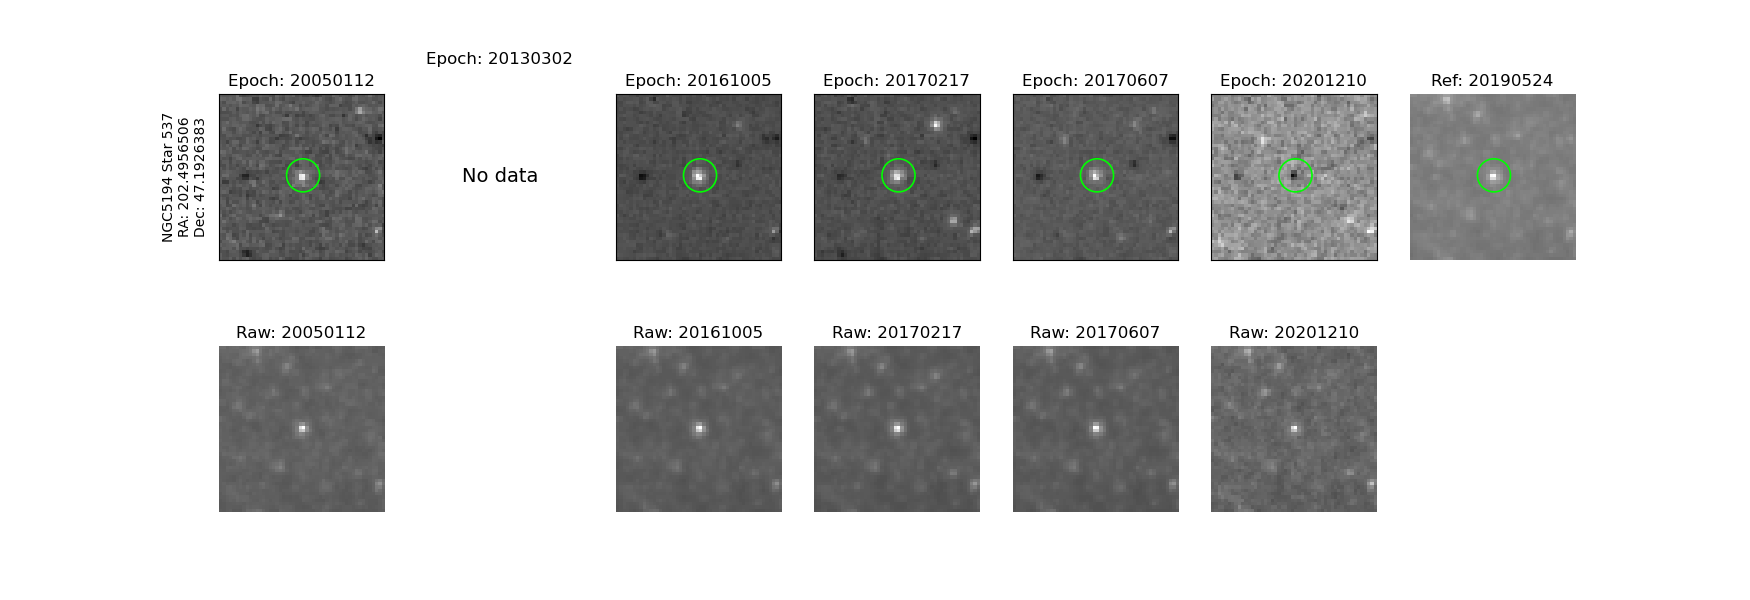 Epoch: 20130302
Epoch: 20050112
Epoch: 20161005
Epoch: 20170217
Epoch: 20170607
Epoch: 20201210
Ref: 20190524
NGC5194 Star 537
RA: 202.4956506
Dec: 47.1926383
No data
Raw: 20050112
Raw: 20161005
Raw: 20170217
Raw: 20170607
Raw: 20201210